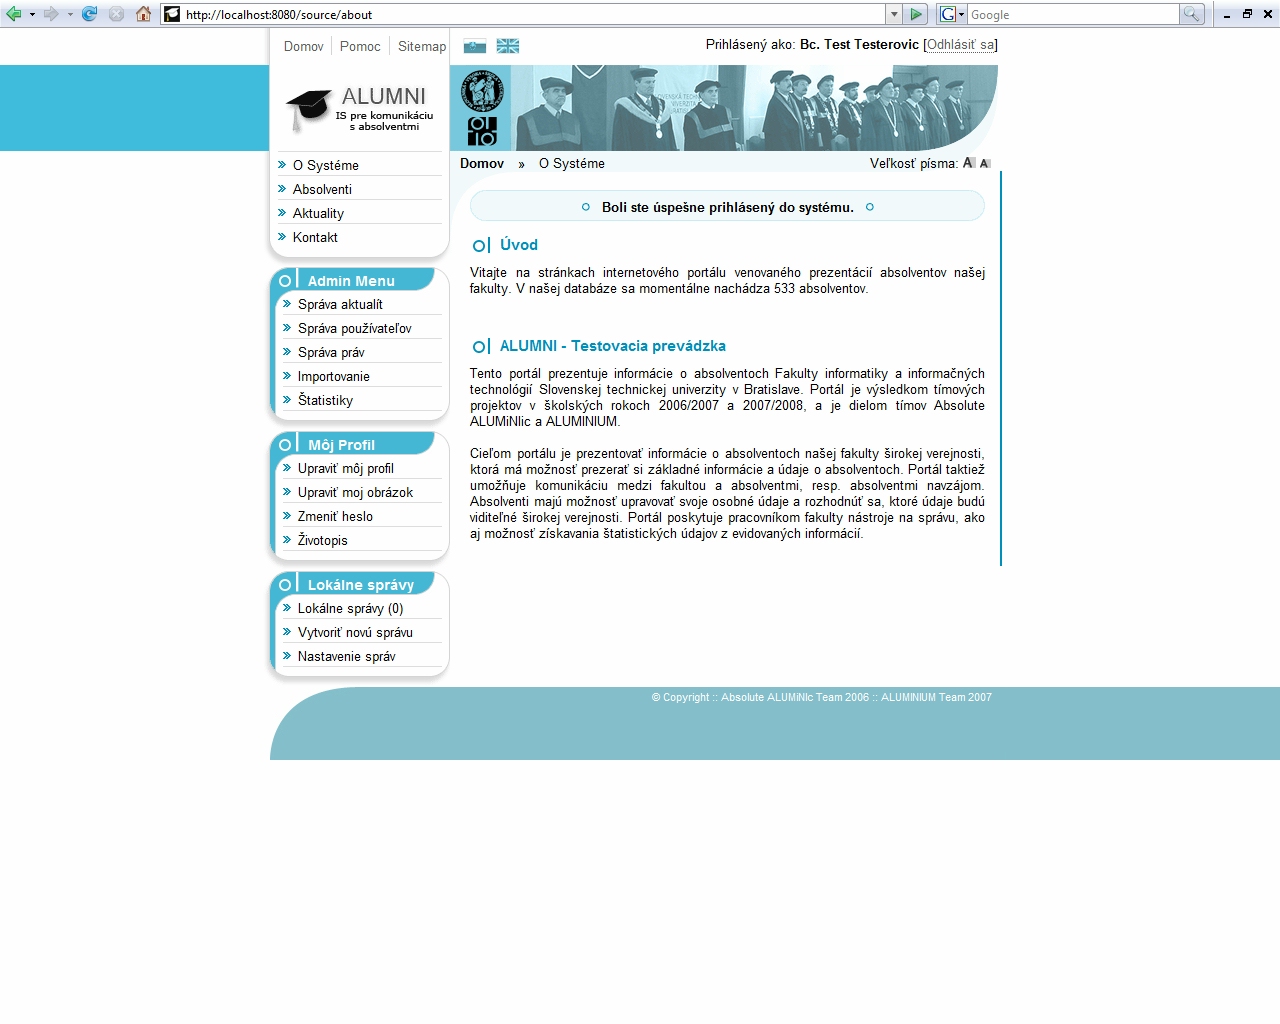 http://localhost:8080/source/about
Google
Domov Pomoc Sitemap
Prihlásený ako: Bc. Test Testerovic [Odhlásiť sa]
ALUMNI
IS pre komunikáciu
s absolventmi
O Systéme
Absolventi
Aktuality
Kontakt
Admin Menu
Správa aktualít
Správa používateľov
Správa práv
Importovanie
Štatistiky
Môj Profil
Upraviť môj profil
Upraviť moj obrázok
Zmeniť heslo
Životopis
Lokálne správy
Lokálne správy (0)
Vytvoriť novú správu
Nastavenie správ
Domov » O Systéme
Veľkosť písma: A A
Boli ste úspešne prihlásený do systému.
Úvod
Vitajte na stránkach internetového portálu venovaného prezentácií absolventov našej
fakulty. V našej databáze sa momentálne nachádza 533 absolventov.
ALUMNI - Testovacia prevádzka
Tento portál prezentuje informácie o absolventoch Fakulty informatiky a informačných
technológií Slovenskej technickej univerzity v Bratislave. Portál je výsledkom tímových
projektov v školských rokoch 2006/2007 a 2007/2008, a je dielom tímov Absolute
ALUMiNIic a ALUMINIUM.
Cieľom portálu je prezentovať informácie o absolventoch našej fakulty širokej verejnosti,
ktorá má možnosť prezerať si základné informácie a údaje o absolventoch. Portál taktiež
umožňuje komunikáciu medzi fakultou a absolventmi, resp. absolventmi navzájom.
Absolventi majú možnosť upravovať svoje osobné údaje a rozhodnúť sa, ktoré údaje budú
viditeľné širokej verejnosti. Portál poskytuje pracovníkom fakulty nástroje na správu, ako
aj možnosť získavania štatistických údajov z evidovaných informácií.
© Copyright :: Absolute ALUMiNIc Team 2006 :: ALUMINIUM Team 2007